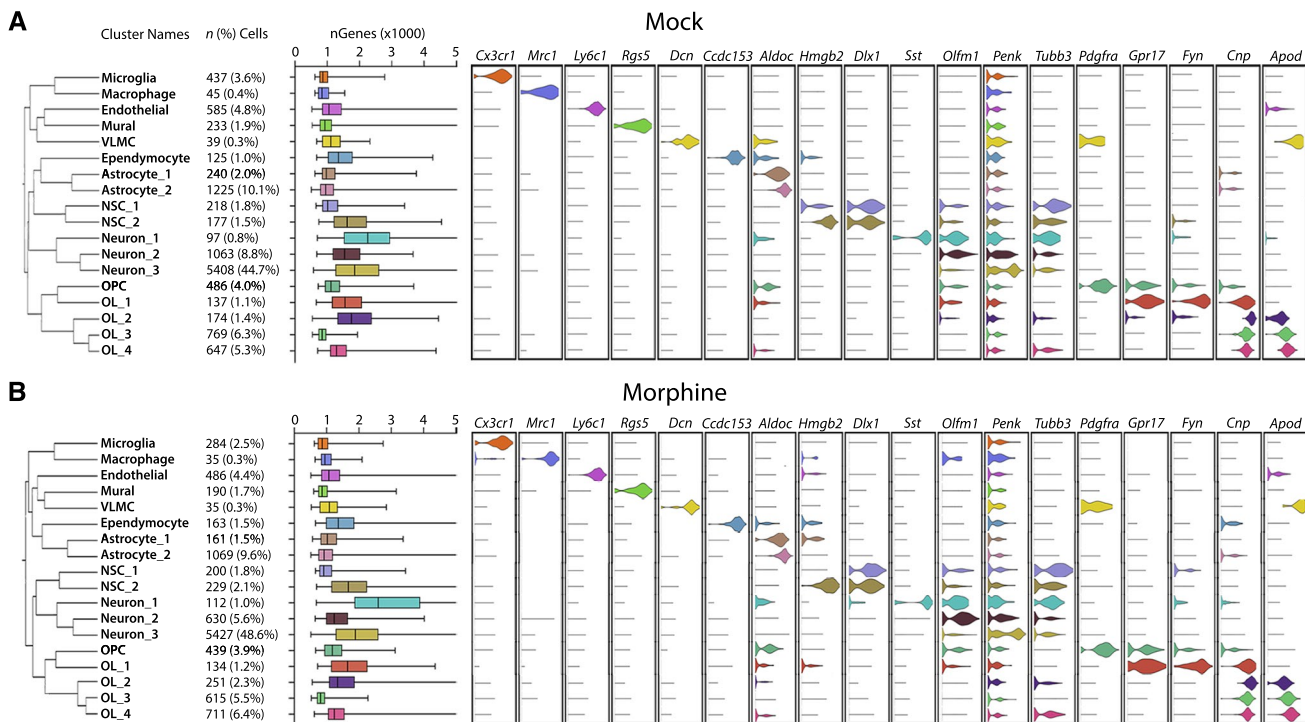 A
Mock
Cluster Names
n (%) Cells
nGenes (x1000)
0 1 2 3 4 5
Cx3cr1 Mrc1 Ly6c1 Rgs5 Dcn Ccdc153 Aldoc Hmgb2 Dlx1 Sst Olfm1 Penk Tubb3 Pdgfra Gpr17 Fyn Cnp Apod
Microglia 437 (3.6%)
Macrophage 45 (0.4%)
Endothelial 585 (4.8%)
Mural 233 (1.9%)
VLMC 39 (0.3%)
Ependymocyte 125 (1.0%)
Astrocyte_1 240 (2.0%)
Astrocyte_2 1225 (10.1%)
NSC_1 218 (1.8%)
NSC_2 177 (1.5%)
Neuron_1 97 (0.8%)
Neuron_2 1063 (8.8%)
Neuron_3 5408 (44.7%)
OPC 486 (4.0%)
OL_1 137 (1.1%)
OL_2 174 (1.4%)
OL_3 769 (6.3%)
OL_4 647 (5.3%)
B
Morphine
0 1 2 3 4 5
Cx3cr1 Mrc1 Ly6c1 Rgs5 Dcn Ccdc153 Aldoc Hmgb2 Dlx1 Sst Olfm1 Penk Tubb3 Pdgfra Gpr17 Fyn Cnp Apod
Microglia 284 (2.5%)
Macrophage 35 (0.3%)
Endothelial 486 (4.4%)
Mural 190 (1.7%)
VLMC 35 (0.3%)
Ependymocyte 163 (1.5%)
Astrocyte_1 161 (1.5%)
Astrocyte_2 1069 (9.6%)
NSC_1 200 (1.8%)
NSC_2 229 (2.1%)
Neuron_1 112 (1.0%)
Neuron_2 630 (5.6%)
Neuron_3 5427 (48.6%)
OPC 439 (3.9%)
OL_1 134 (1.2%)
OL_2 251 (2.3%)
OL_3 615 (5.5%)
OL_4 711 (6.4%)